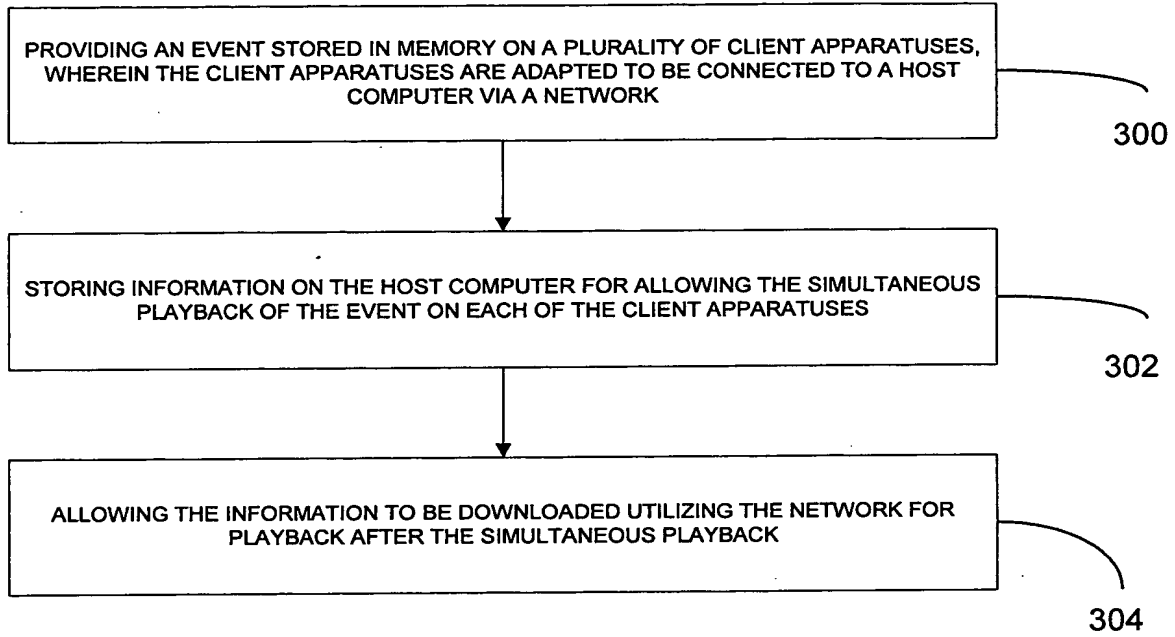 PROVIDING AN EVENT STORED IN MEMORY ON A PLURALITY OF CLIENT APPARATUSES,
WHEREIN THE CLIENT APPARATUSES ARE ADAPTED TO BE CONNECTED TO A HOST
COMPUTER VIA A NETWORK
300
STORING INFORMATION ON THE HOST COMPUTER FOR ALLOWING THE SIMULTANEOUS
PLAYBACK OF THE EVENT ON EACH OF THE CLIENT APPARATUSES
302
ALLOWING THE INFORMATION TO BE DOWNLOADED UTILIZING THE NETWORK FOR
PLAYBACK AFTER THE SIMULTANEOUS PLAYBACK
304